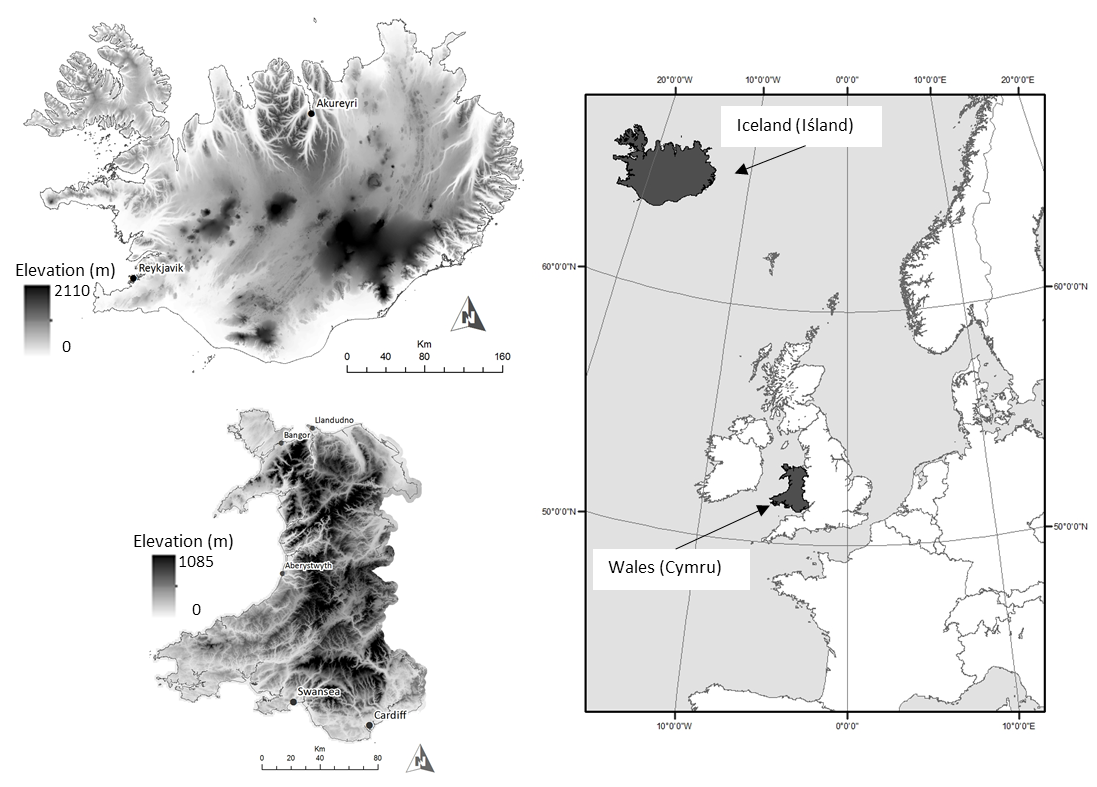 Akureyri
Reykjavik
Elevation (m)
2110
0
N
Km
0 40 80 160
Llandudno
Bangor
Elevation (m)
1085
0
Aberystwyth
Swansea
Cardiff
Km
0 20 40 80
N
20°0'0"W 10°0'0"W 0°0'0" 10°0'0"E 20°0'0"E
Iceland (Iśland)
60°0'0"N 60°0'0"N
50°0'0"N 50°0'0"N
Wales (Cymru)
10°0'0"W 0°0'0" 10°0'0"E